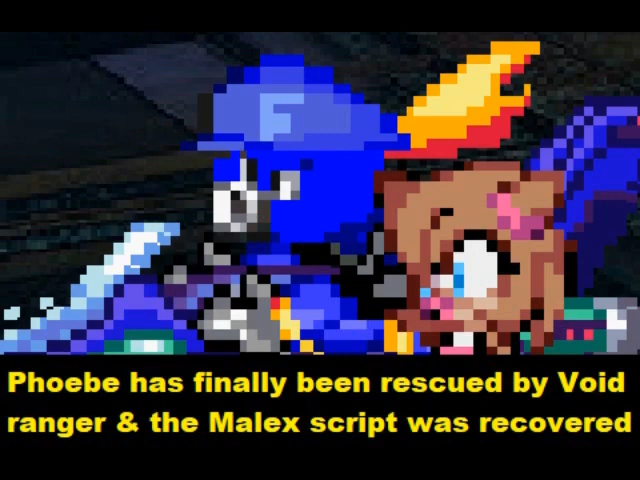 F
Phoebe has finally been rescued by Void
ranger & the Malex script was recovered